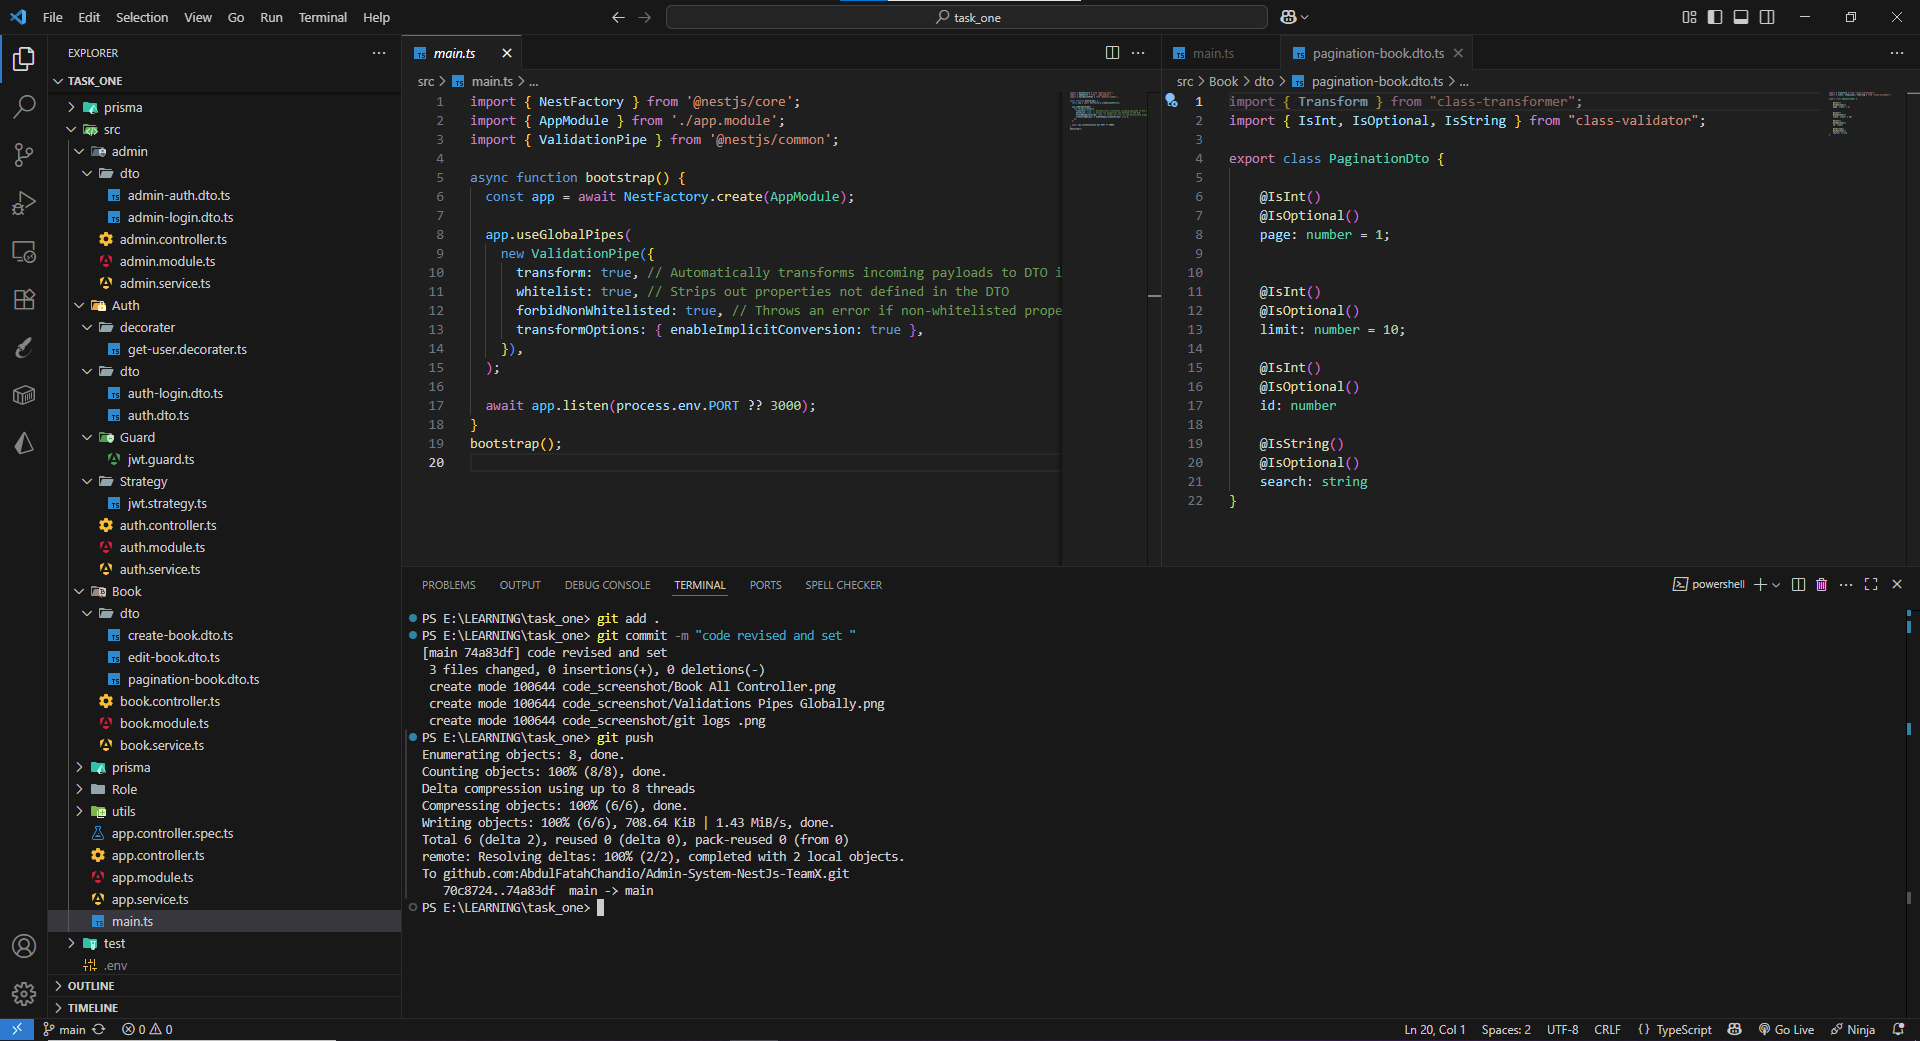 File Edit Selection View Go Run Terminal Help
task_one
EXPLORER
TASK_ONE
prisma
src
admin
dto
admin-auth.dto.ts
admin-login.dto.ts
admin.controller.ts
admin.module.ts
admin.service.ts
Auth
decorater
get-user.decorater.ts
dto
auth-login.dto.ts
auth.dto.ts
Guard
jwt.guard.ts
Strategy
jwt.strategy.ts
auth.controller.ts
auth.module.ts
auth.service.ts
Book
dto
create-book.dto.ts
edit-book.dto.ts
pagination-book.dto.ts
book.controller.ts
book.module.ts
book.service.ts
prisma
Role
utils
app.controller.spec.ts
app.controller.ts
app.module.ts
app.service.ts
main.ts
test
.env
OUTLINE
TIMELINE
main.ts
src > main.ts > ...
1 import { NestFactory } from '@nestjs/core';
2 import { AppModule } from './app.module';
3 import { ValidationPipe } from '@nestjs/common';
4
5 async function bootstrap() {
6 const app = await NestFactory.create(AppModule);
7
8 app.useGlobalPipes(
9 new ValidationPipe({
10 transform: true, // Automatically transforms incoming payloads to DTO i
11 whitelist: true, // Strips out properties not defined in the DTO
12 forbidNonWhitelisted: true, // Throws an error if non-whitelisted prope
13 transformOptions: { enableImplicitConversion: true },
14 }),
15 );
16
17 await app.listen(process.env.PORT ?? 3000);
18 }
19 bootstrap();
20
main.ts
pagination-book.dto.ts
src > Book > dto > pagination-book.dto.ts > ...
1 import { Transform } from "class-transformer";
2 import { IsInt, IsOptional, IsString } from "class-validator";
3
4 export class PaginationDto {
5
6 @IsInt()
7 @IsOptional()
8 page: number = 1;
9
10
11 @IsInt()
12 @IsOptional()
13 limit: number = 10;
14
15 @IsInt()
16 @IsOptional()
17 id: number
18
19 @IsString()
20 @IsOptional()
21 search: string
22 }
PROBLEMS OUTPUT DEBUG CONSOLE TERMINAL PORTS SPELL CHECKER
powershell
PS E:\LEARNING\task_one> git add .
PS E:\LEARNING\task_one> git commit -m "code revised and set "
[main 74a83df] code revised and set
3 files changed, 0 insertions(+), 0 deletions(-)
create mode 100644 code_screenshot/Book All Controller.png
create mode 100644 code_screenshot/Validations Pipes Globally.png
create mode 100644 code_screenshot/git logs .png
PS E:\LEARNING\task_one> git push
Enumerating objects: 8, done.
Counting objects: 100% (8/8), done.
Delta compression using up to 8 threads
Compressing objects: 100% (6/6), done.
Writing objects: 100% (6/6), 708.64 KiB | 1.43 MiB/s, done.
Total 6 (delta 2), reused 0 (delta 0), pack-reused 0 (from 0)
remote: Resolving deltas: 100% (2/2), completed with 2 local objects.
To github.com:AbdulFatahChandio/Admin-System-NestJs-TeamX.git
70c8724..74a83df main -> main
PS E:\LEARNING\task_one>
main 0 0
Ln 20, Col 1 Spaces: 2 UTF-8 CRLF {} TypeScript Go Live Ninja